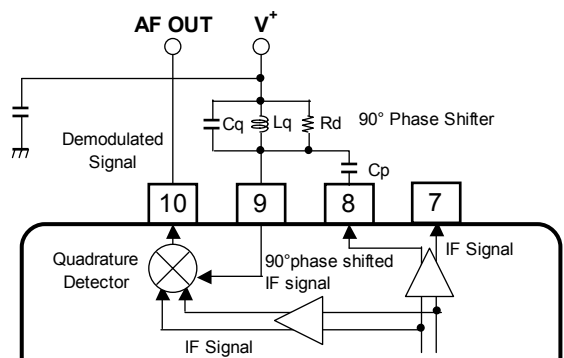 AF OUT
V+
Cq
Lq
Rd
90° Phase Shifter
Demodulated
Signal
Cp
10
9
8
7
Quadrature
Detector
90°phase shifted
IF signal
IF Signal
IF Signal